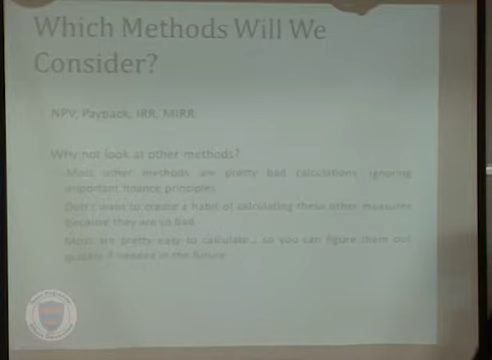 Which Methods Will We
Consider?
NPV, Payback, IRR, MIRR
Why not look at other methods?
Most other methods are pretty bad calculations ignoring
important finance principles
Don't want to create a habit of calculating these other measures
because they are so bad
Most are pretty easy to calculate... so you can figure them out
quickly if needed in the future